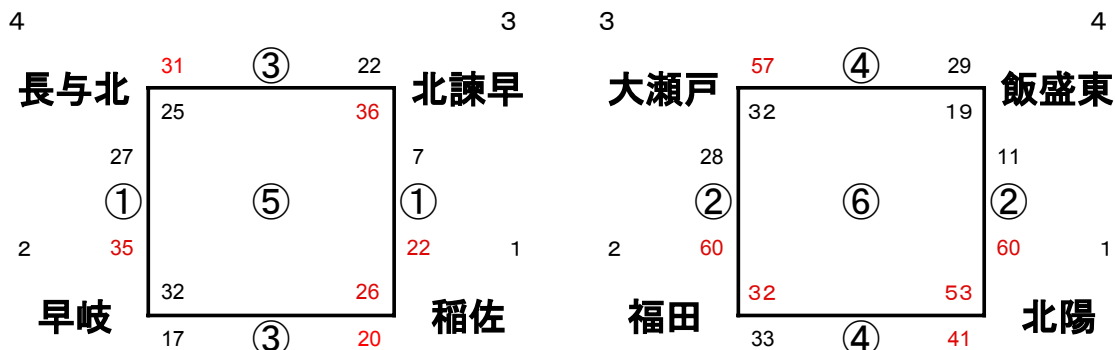 4 3 3 4
31 ③ 22 57 ④ 29
長与北 北諫早 大瀬戸 飯盛東
25 36 32 19
27 7 28 11
① ⑤ ① ② ⑥ ②
2 35 22 1 2 60 60 1
32 26 32 53
早岐 稲佐 福田 北陽
17 ③ 20 33 ④ 41